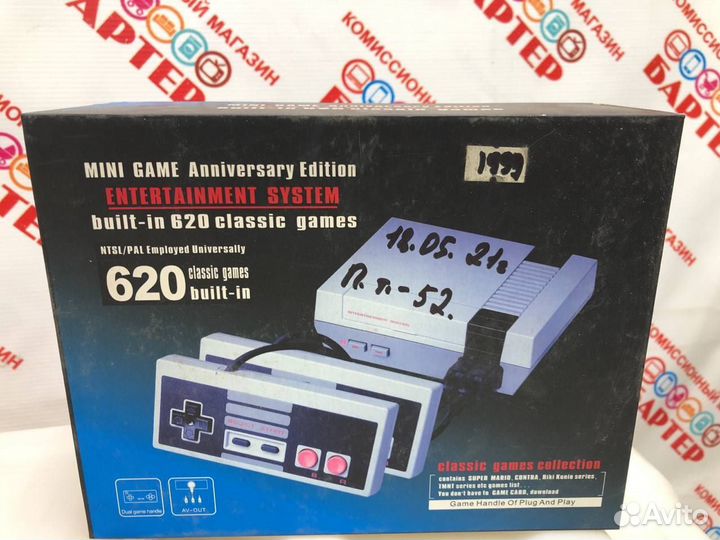 КОМИССИОННЫЙ МАГАЗИН
БАРТЕР
MINI GAME Anniversary Edition
ENTERTAINMENT SYSTEM
built-in 620 classic games
NTSL/PAL Employed Universally
620 classic games
built-in
1999
18.05.21г
П.т.-52.
SELECT START
B A
classic games collection
contains SUPER MARIO, CONTRA, Niki Kunio series,
TMNT series etc games list...
You don't have to GAME CARD, download
Game Handle Of Plug And Play
Dual game handle
AV-OUT
Avito